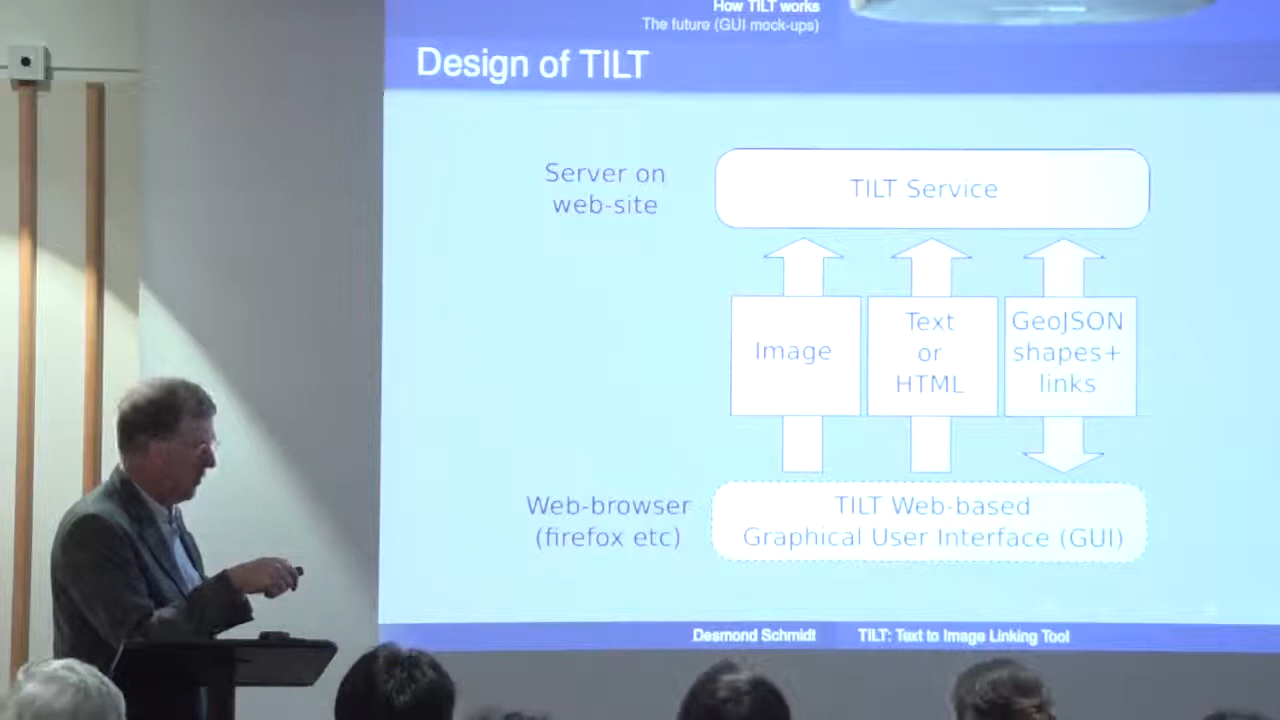 How TILT works
The future (GUI mock-ups)
Design of TILT
Server on
web-site
TILT Service
Image
Text
or
HTML
GeoJSON
shapes+
links
Web-browser
(firefox etc)
TILT Web-based
Graphical User Interface (GUI)
Desmond Schmidt
TILT: Text to Image Linking Tool